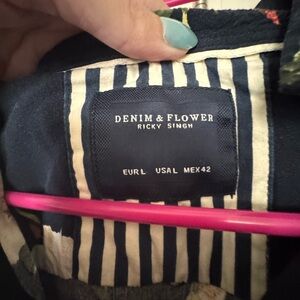 DENIM & FLOWER
RICKY SINGH
EUR L USA L MEX 42